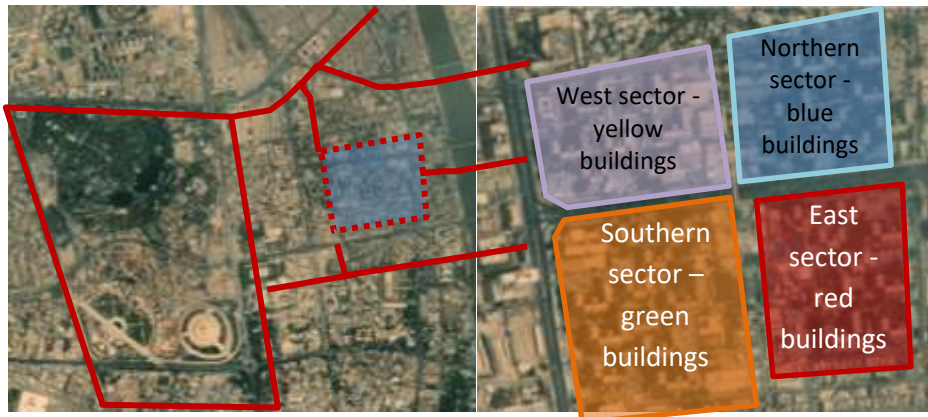 West sector -
yellow
buildings
Northern
sector -
blue
buildings
Southern
sector –
green
buildings
East
sector -
red
buildings